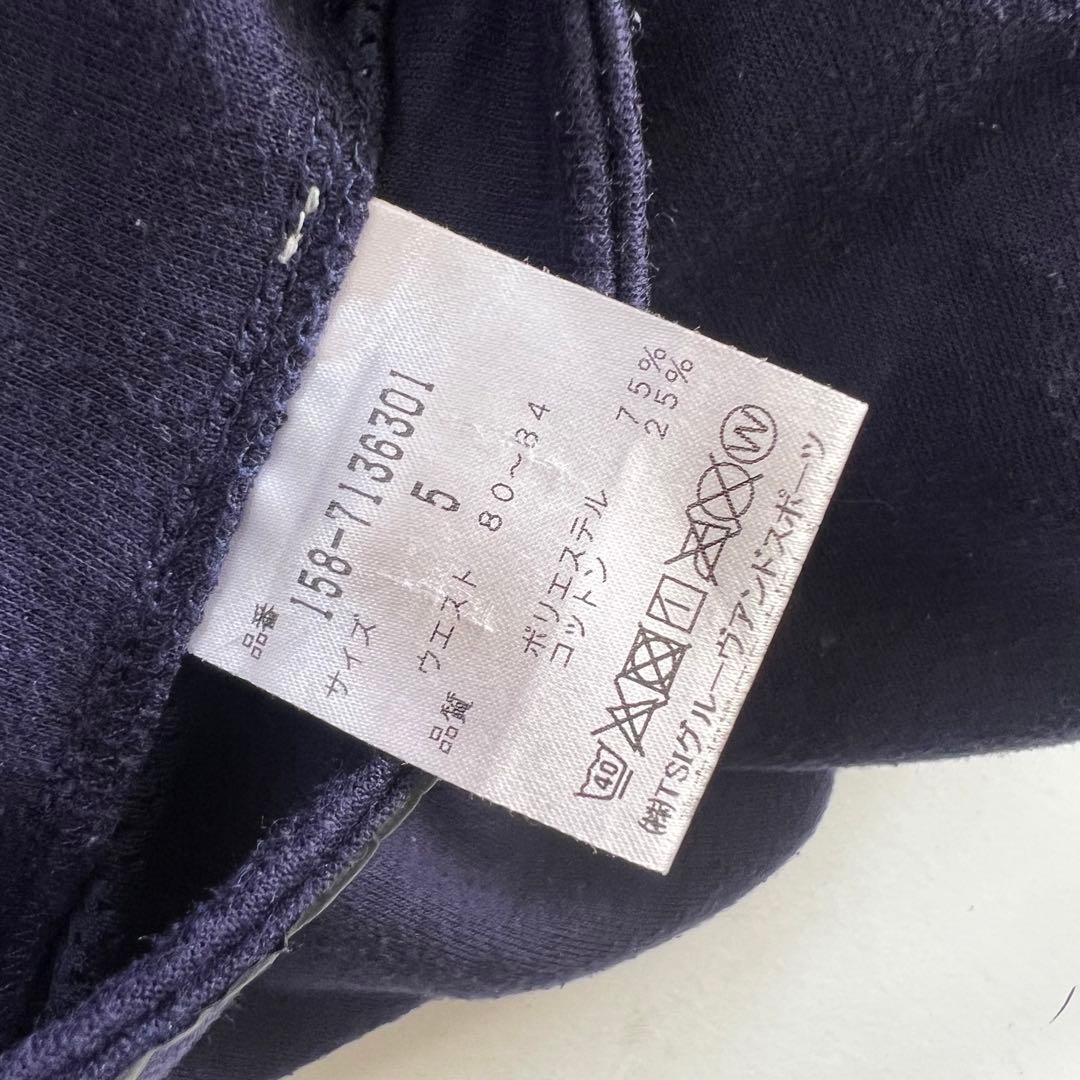 品番 158-7136301
サイズ 5
ウエスト 80～84
品質
ポリエステル 75%
コットン 25%
40
W
㈱TSIグルーヴアンドスポーツ